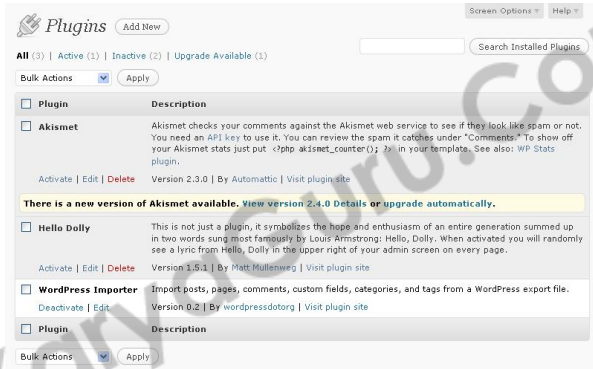 Screen Options Help
Plugins Add New
Search Installed Plugins
All (3) | Active (1) | Inactive (2) | Upgrade Available (1)
Bulk Actions Apply
Plugin Description
Akismet Akismet checks your comments against the Akismet web service to see if they look like spam or not.
You need an API key to use it. You can review the spam it catches under "Comments." To show off
your Akismet stats just put <?php akismet_counter(); ?> in your template. See also: WP Stats
plugin.
Activate | Edit | Delete Version 2.3.0 | By Automattic | Visit plugin site
There is a new version of Akismet available. View version 2.4.0 Details or upgrade automatically.
Hello Dolly This is not just a plugin, it symbolizes the hope and enthusiasm of an entire generation summed up
in two words sung most famously by Louis Armstrong: Hello, Dolly. When activated you will randomly
see a lyric from Hello, Dolly in the upper right of your admin screen on every page.
Activate | Edit | Delete Version 1.5.1 | By Matt Mullenweg | Visit plugin site
WordPress Importer Import posts, pages, comments, custom fields, categories, and tags from a WordPress export file.
Deactivate | Edit Version 0.2 | By wordpressdotorg | Visit plugin site
Plugin Description
Bulk Actions Apply
aryaGuru.Co